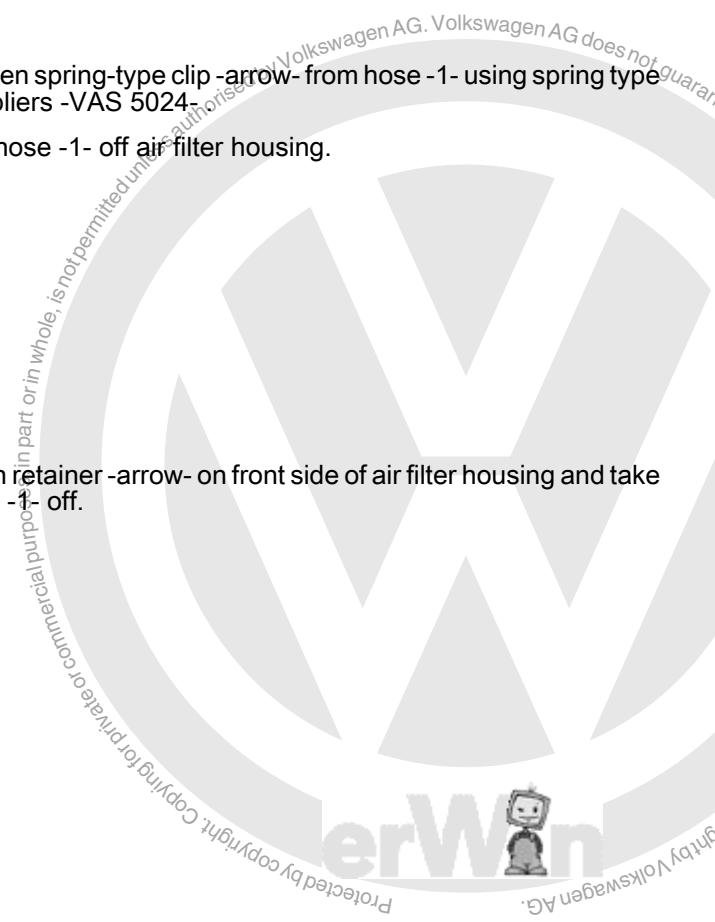 en spring-type clip -arrow- from hose -1- using spring type
pliers -VAS 5024- .
hose -1- off air filter housing.
n retainer -arrow- on front side of air filter housing and take
-1- off.
Protected by copyright. Copying for private or commercial purposes, in part or in whole, is not permitted unless authorised by Volkswagen AG. Volkswagen AG does not guaran
ght by Volkswagen AG.
erWin